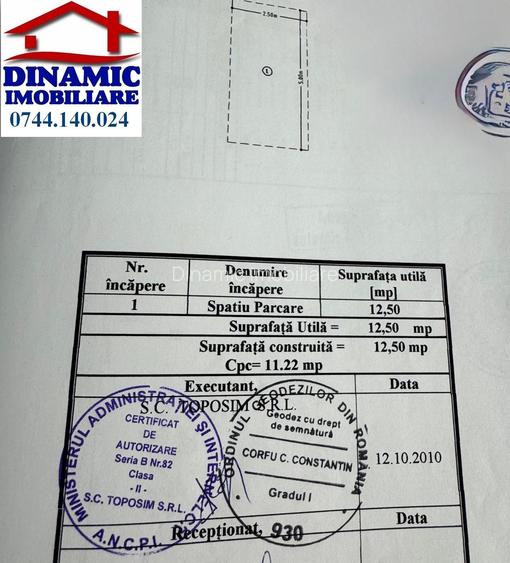 DINAMIC
IMOBILIARE
0744.140.024
2.50m
1
5.00m
Nr. încăpere
Denumire încăpere
Suprafața utilă [mp]
Dinamic Imobiliare
1 Spatiu Parcare 12,50
Suprafață Utilă = 12,50 mp
Suprafață construită = 12,50 mp
Cpc= 11.22 mp
Executant,
Data
S.C. TOPOSIM S.R.L.
12.10.2010
MINISTERUL ADMINISTRAȚIEI ȘI INTERNELOR
CERTIFICAT
DE
AUTORIZARE
Seria B Nr.82
Clasa
- II -
S.C. TOPOSIM S.R.L.
A.N.C.P.I.
ORDINUL GEODEZILOR DIN ROMÂNIA
Geodez cu drept
de semnătură
CORFU C. CONSTANTIN
Gradul I
930
Recepționat,
Data